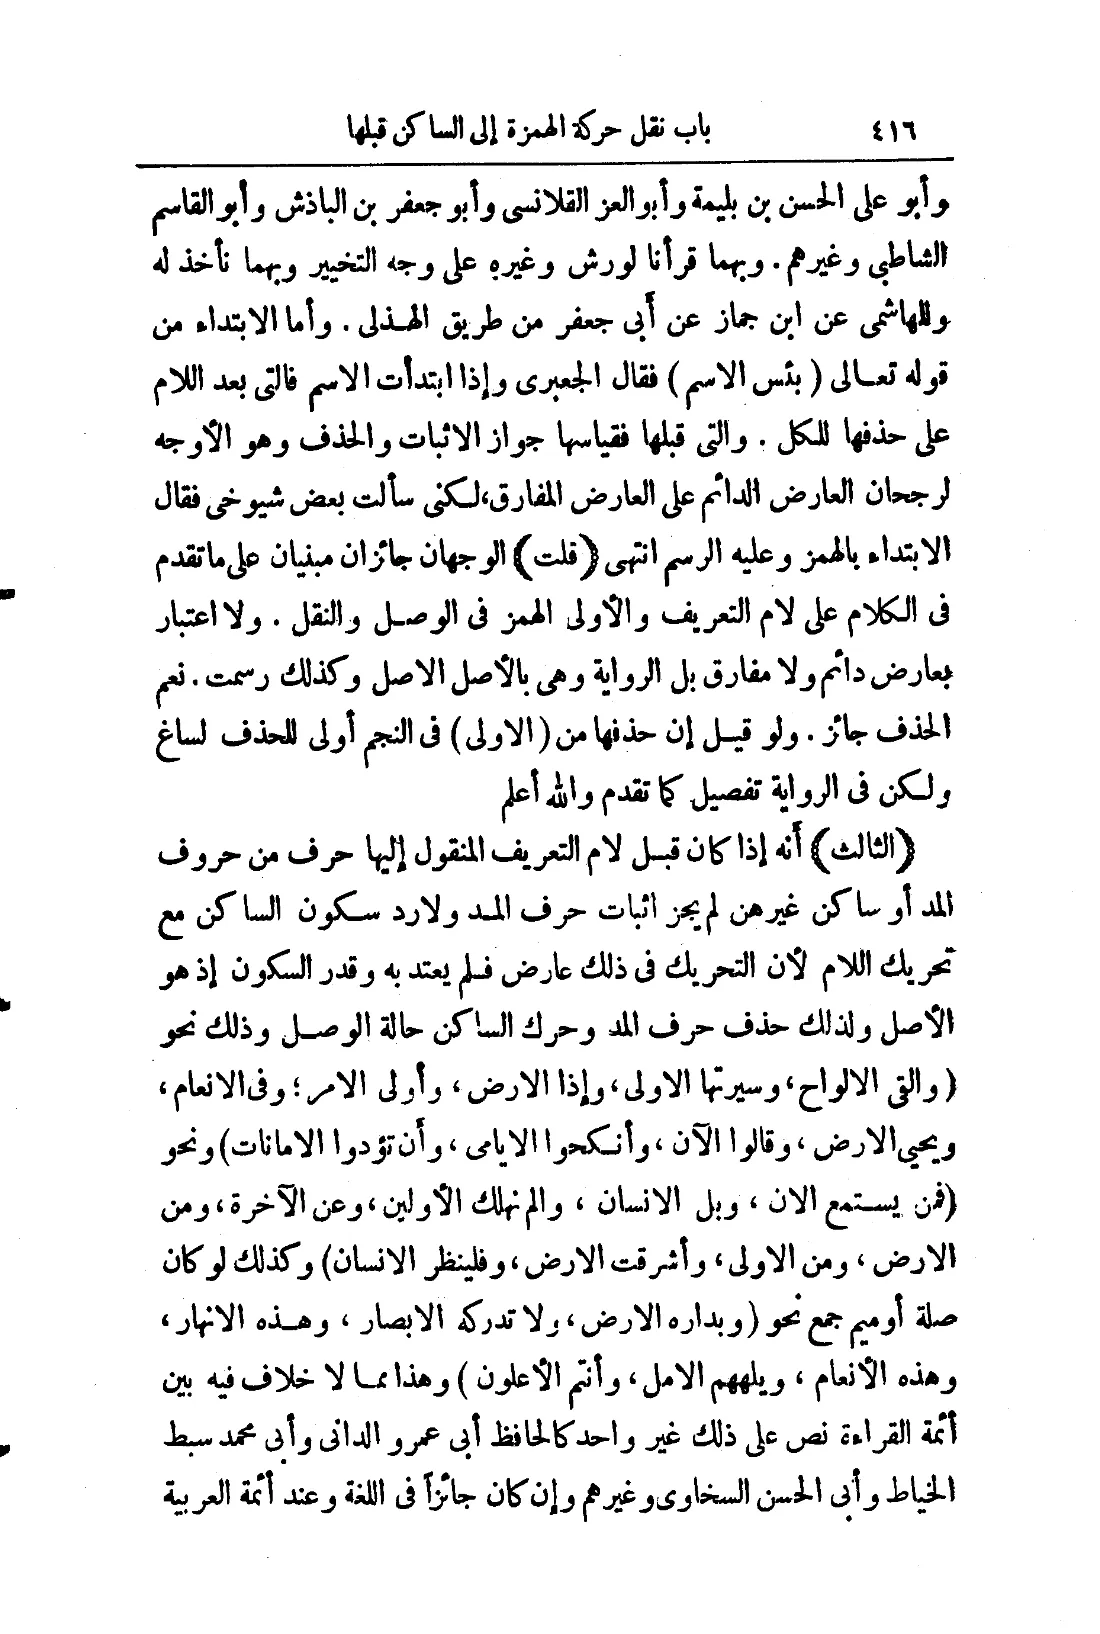 ٤١٦ باب نقل حركة الهمزة إلى الساكن قبلها
وأبو على الحسن بن بليمة وأبو العز القلانسى وأبو جعفر بن الباذش وأبو القاسم
الشاطبي وغيرهم . وبهما قرأنا لورش وغيره على وجه التخيير وبهما نأخذ له
وللهاشمى عن ابن جماز عن أبى جعفر من طريق الهذلى . وأما الابتداء من
قوله تعالى ( بئس الاسم ) فقال الجعبرى وإذا ابتدأت الاسم فالتى بعد اللام
على حذفها للكل . والتى قبلها فقياسها جواز الاثبات والحذف وهو الأوجه
لرجحان العارض الدائم على العارض المفارق، لكنى سألت بعض شيوخى فقال
الابتداء بالهمز وعليه الرسم انتهى (قلت) الوجهان جائزان مبنيان على ما تقدم
فى الكلام على لام التعريف والأولى الهمز فى الوصل والنقل . ولا اعتبار
بعارض دائم ولا مفارق بل الرواية وهى بالأصل الاصل وكذلك رسمت . نعم
الحذف جائز . ولو قيل إن حذفها من (الاولى) فى النجم أولى للحذف لساغ
ولكن فى الرواية تفصيل كما تقدم والله أعلم
(الثالث) أنه إذا كان قبل لام التعريف المنقول إليها حرف من حروف
المد أو ساكن غيرهن لم يجز اثبات حرف المد ولا رد سكون الساكن مع
تحريك اللام لأن التحريك فى ذلك عارض فلم يعتد به وقدر السكون إذ هو
الأصل ولذلك حذف حرف المد وحرك الساكن حالة الوصل وذلك نحو
( والقى الالواح، وسيرتها الاولى، وإذا الارض ، وأولى الامر ؛ وفى الانعام ،
ويحيي الارض ، وقالوا الآن ، وأنكحوا الايامى ، وأن تؤدوا الامانات) ونحو
(فمن يستمع الان ، وبل الانسان ، والم نهلك الأولين، وعن الآخرة ، ومن
الارض ، ومن الاولى، وأشرقت الارض ، وفلينظر الانسان) وكذلك لو كان
صلة أو ميم جمع نحو ( وبداره الارض ، ولا تدركه الابصار ، وهذه الانهار ،
وهذه الأنعام ، ويلههم الامل ، وأنتم الأعلون ) وهذا مما لا خلاف فيه بين
أئمة القراءة نص على ذلك غير واحد كالحافظ أبى عمرو الدانى وأبى محمد سبط
الخياط وأبى الحسن السخاوى وغيرهم وإن كان جائزاً فى اللغة وعند أئمة العربية